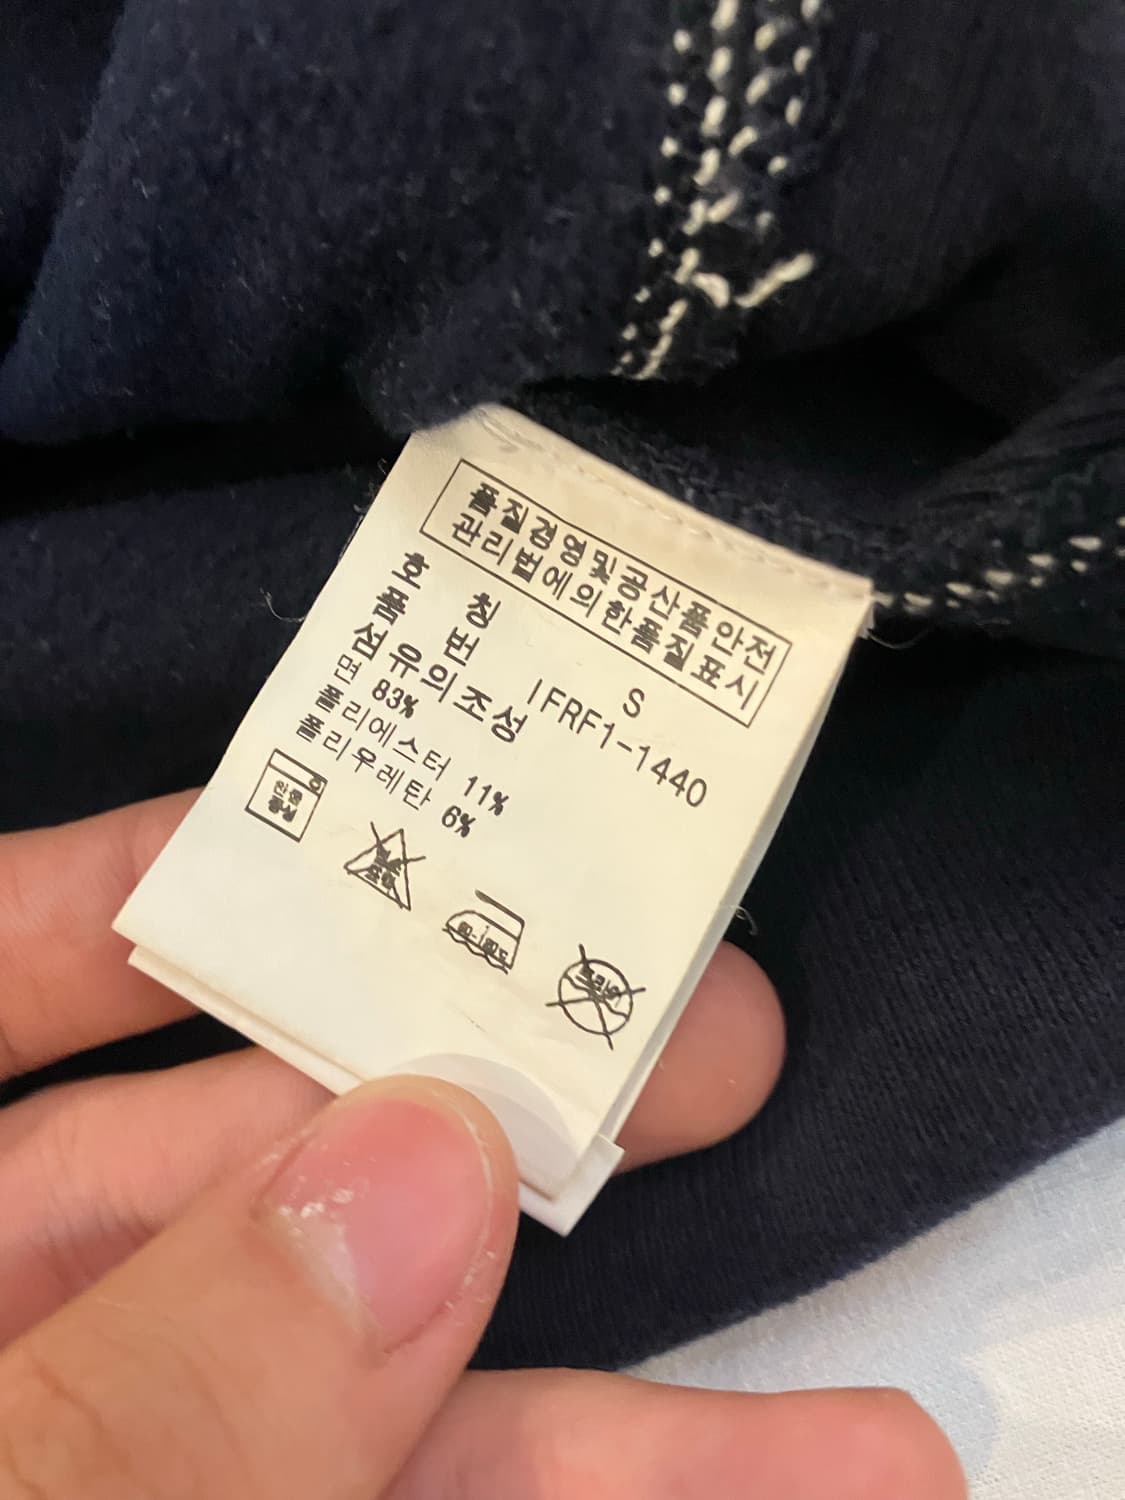 품질경영및공산품안전
관리법에의한품질표시
호 칭 S
품 번 IFRF1-1440
섬유의조성
면 83%
폴리에스터 11%
폴리우레탄 6%